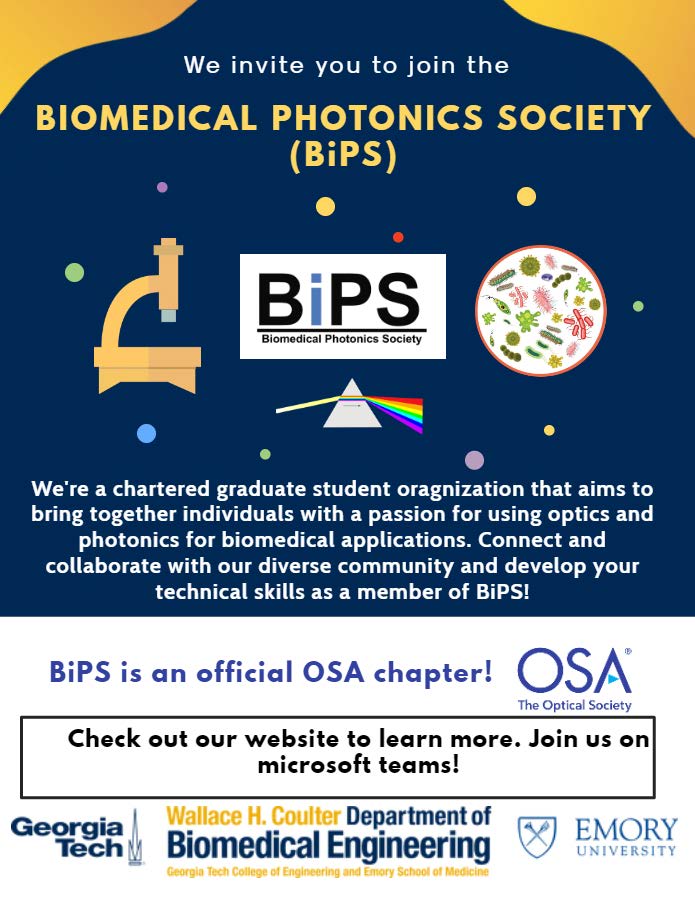 We invite you to join the
BIOMEDICAL PHOTONICS SOCIETY
(BiPS)
BiPS
Biomedical Photonics Society
We're a chartered graduate student oragnization that aims to
bring together individuals with a passion for using optics and
photonics for biomedical applications. Connect and
collaborate with our diverse community and develop your
technical skills as a member of BiPS!
BiPS is an official OSA chapter!
OSA®
The Optical Society
Check out our website to learn more. Join us on
microsoft teams!
Georgia
Tech
Wallace H. Coulter Department of
Biomedical Engineering
Georgia Tech College of Engineering and Emory School of Medicine
EMORY
UNIVERSITY